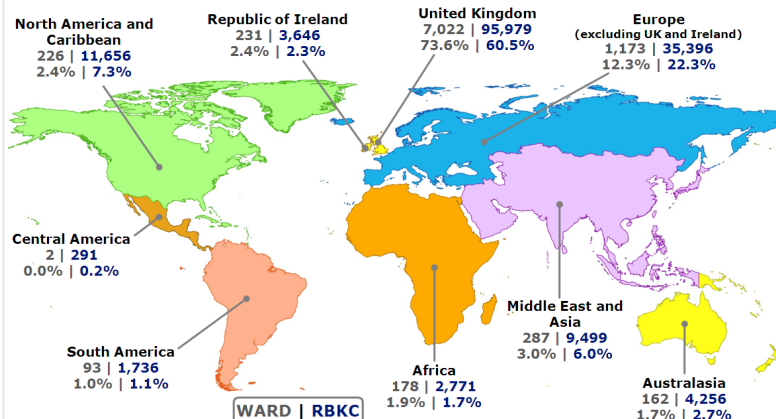 North America and
Caribbean
226 | 11,656
2.4% | 7.3%
Republic of Ireland
231 | 3,646
2.4% | 2.3%
United Kingdom
7,022 | 95,979
73.6% | 60.5%
Europe
(excluding UK and Ireland)
1,173 | 35,396
12.3% | 22.3%
Central America
2 | 291
0.0% | 0.2%
South America
93 | 1,736
1.0% | 1.1%
Africa
178 | 2,771
1.9% | 1.7%
Middle East and
Asia
287 | 9,499
3.0% | 6.0%
Australasia
162 | 4,256
1.7% | 2.7%
WARD | RBKC